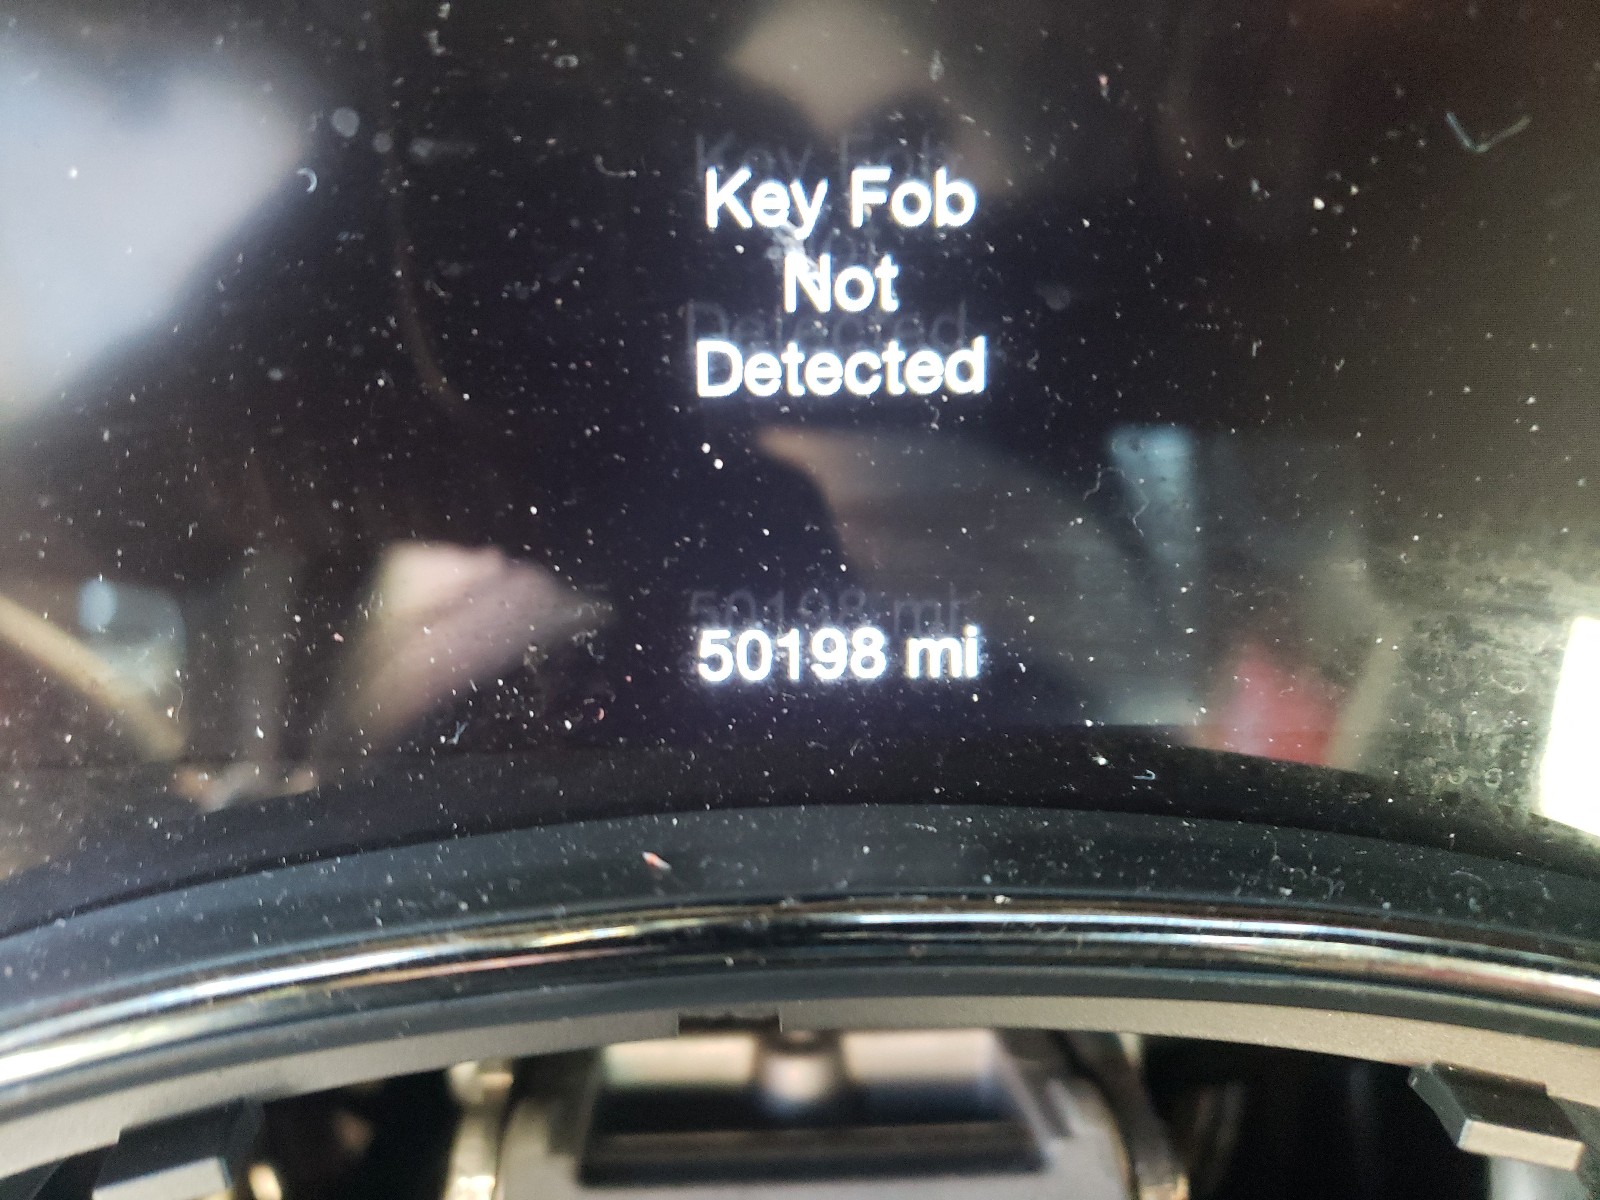 Key Fob
Not
Detected
50198 mi